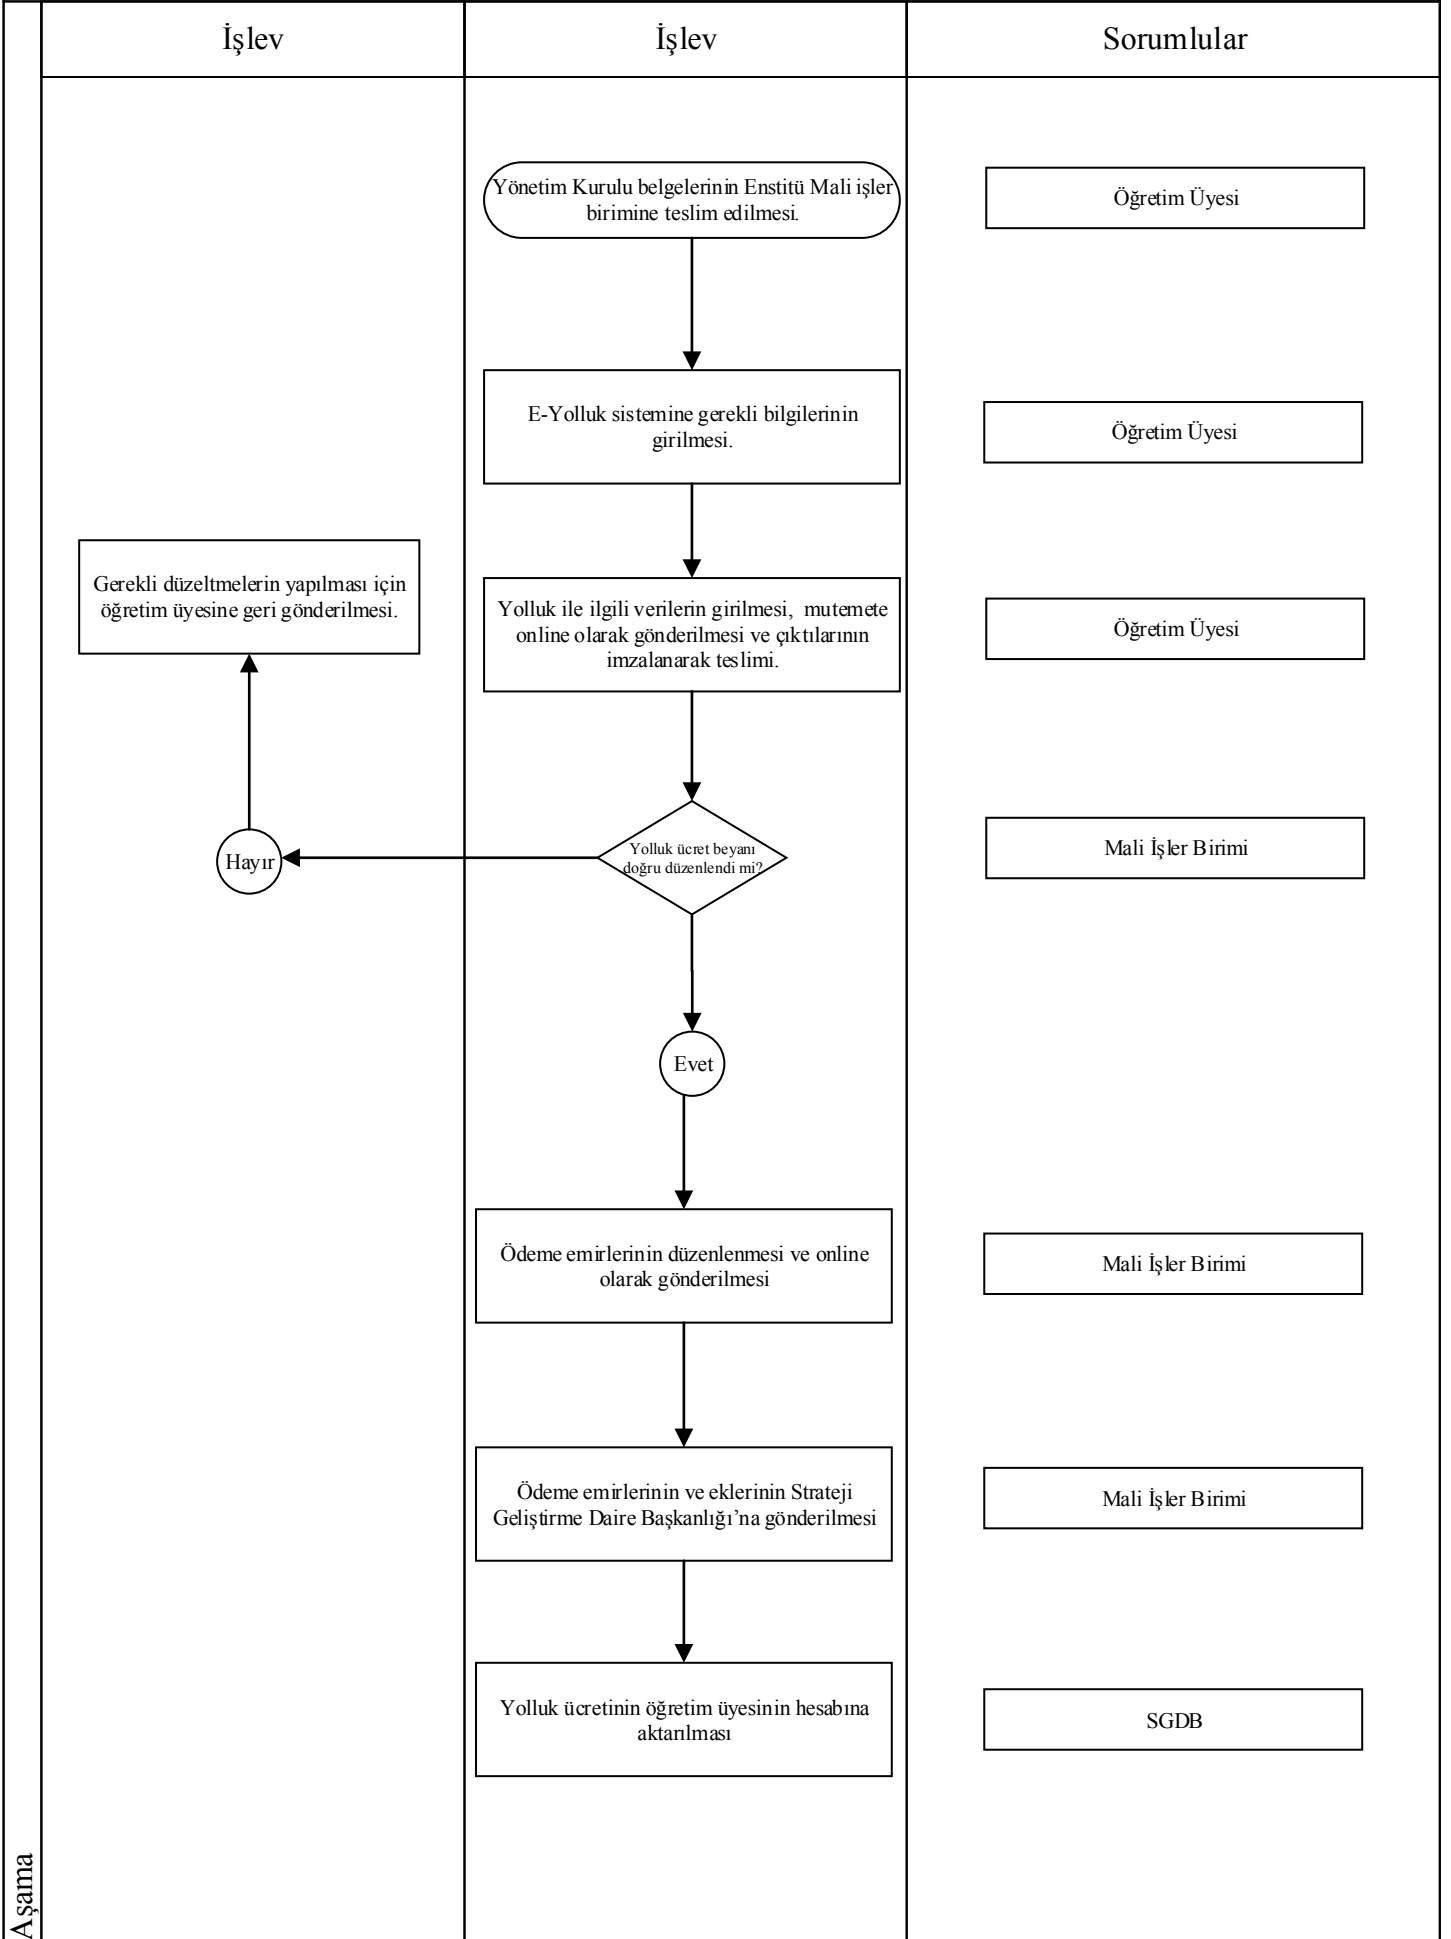 İşlev
İşlev
Sorumlular
Yönetim Kurulu belgelerinin Enstitü Mali işler
birimine teslim edilmesi.
Öğretim Üyesi
E-Yolluk sistemine gerekli bilgilerinin
girilmesi.
Öğretim Üyesi
Gerekli düzeltmelerin yapılması için
öğretim üyesine geri gönderilmesi.
Yolluk ile ilgili verilerin girilmesi, mutemete
online olarak gönderilmesi ve çıktılarının
imzalanarak teslimi.
Öğretim Üyesi
Hayır
Yolluk ücret beyanı
doğru düzenlendi mi?
Mali İşler Birimi
Evet
Ödeme emirlerinin düzenlenmesi ve online
olarak gönderilmesi
Mali İşler Birimi
Ödeme emirlerinin ve eklerinin Strateji
Geliştirme Daire Başkanlığı’na gönderilmesi
Mali İşler Birimi
Yolluk ücretinin öğretim üyesinin hesabına
aktarılması
SGDB
Aşama